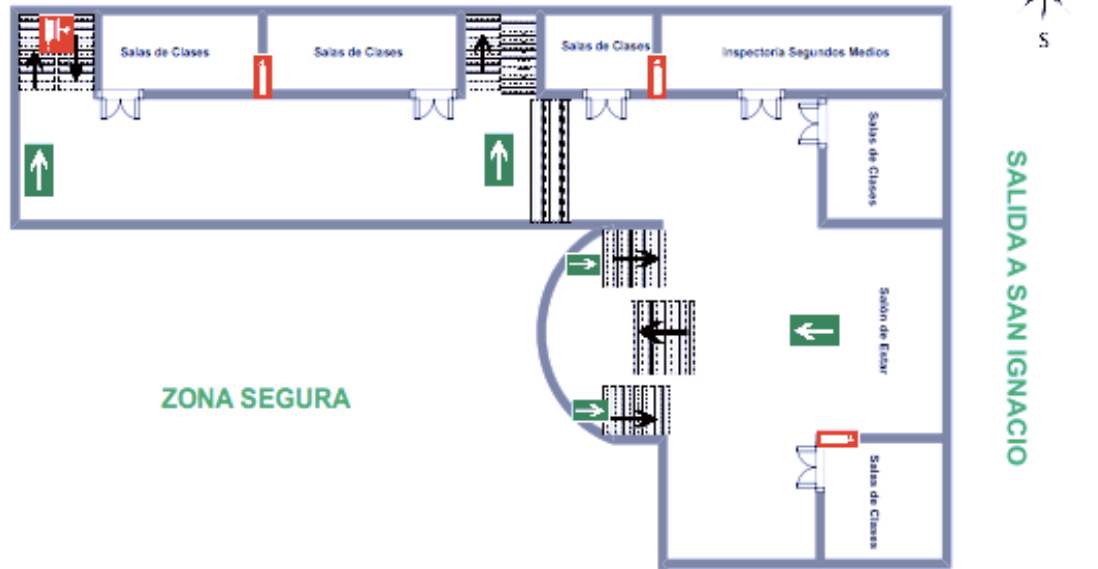 S
Salas de Clases
Salas de Clases
Salas de Clases
Inspectoría Segundos Medios
Salas de Clases
Salón de Estar
SALIDA A SAN IGNACIO
ZONA SEGURA
Salas de Clases